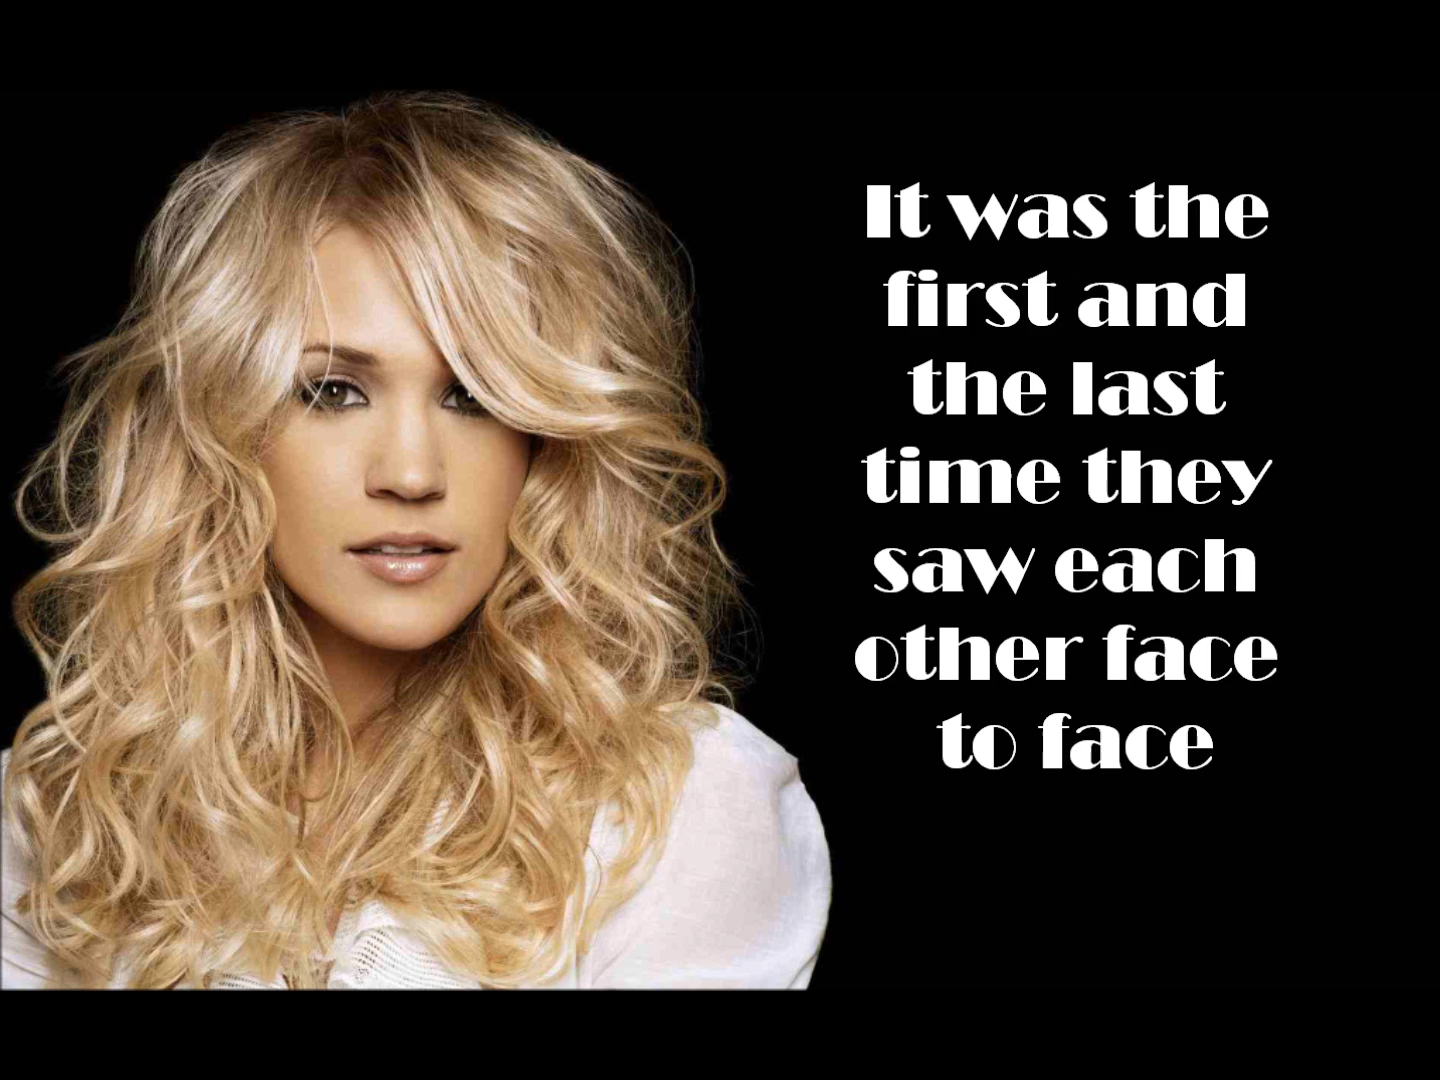 It was the
first and
the last
time they
saw each
other face
to face